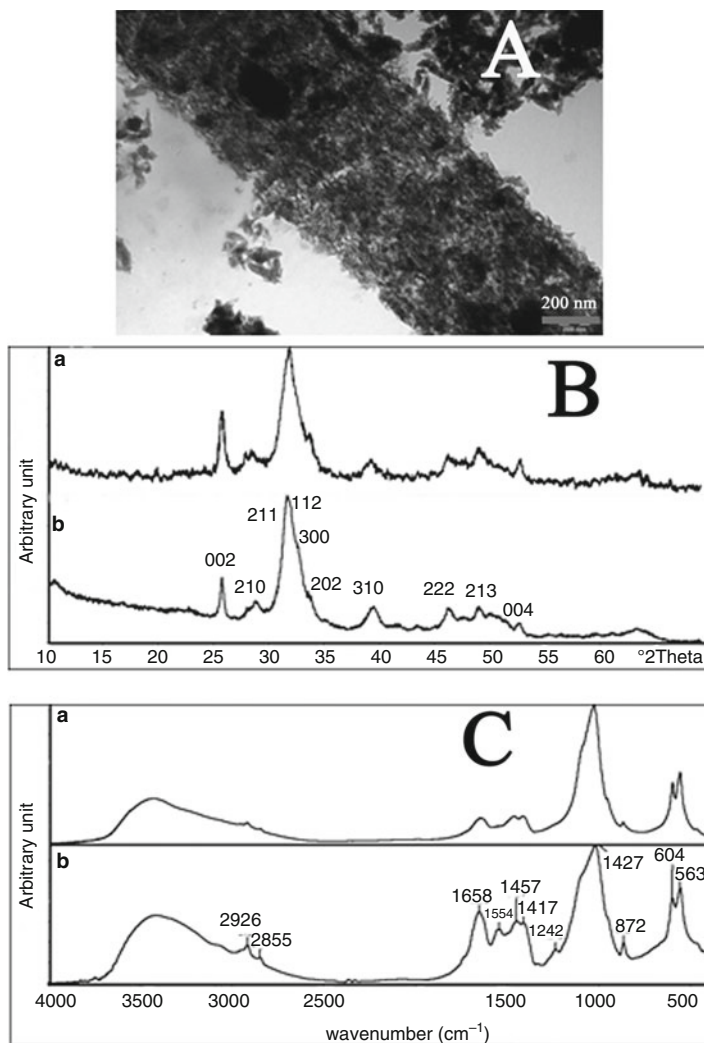 A
200 nm
a
B
Arbitrary unit
b
211
112
300
002
210
202
310
222
213
004
10 15 20 25 30 35 40 45 50 55 60 °2Theta
a
C
Arbitrary unit
b
2926
2855
1658
1554
1457
1417
1242
1427
872
604
563
4000 3500 3000 2500 1500 1000 500
wavenumber (cm⁻¹)